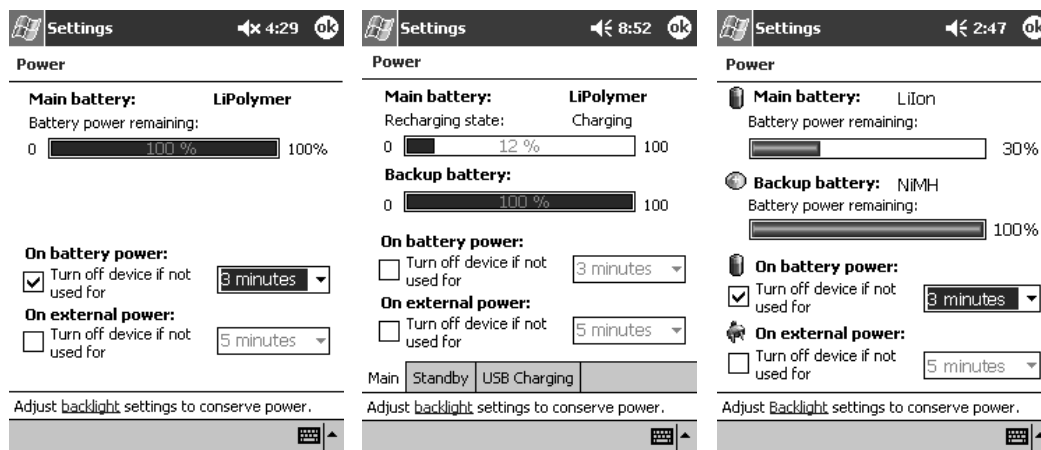 Settings 4:29 ok
Power
Main battery: LiPolymer
Battery power remaining:
0 100 % 100%
On battery power:
Turn off device if not
used for
3 minutes
On external power:
Turn off device if not
used for
5 minutes
Adjust backlight settings to conserve power.
Settings 8:52 ok
Power
Main battery: LiPolymer
Recharging state: Charging
0 12 % 100
Backup battery:
0 100 % 100
On battery power:
Turn off device if not
used for
3 minutes
On external power:
Turn off device if not
used for
5 minutes
Main Standby USB Charging
Adjust backlight settings to conserve power.
Settings 2:47 ok
Power
Main battery: LiIon
Battery power remaining:
30%
Backup battery: NiMH
Battery power remaining:
100%
On battery power:
Turn off device if not
used for
3 minutes
On external power:
Turn off device if not
used for
5 minutes
Adjust Backlight settings to conserve power.